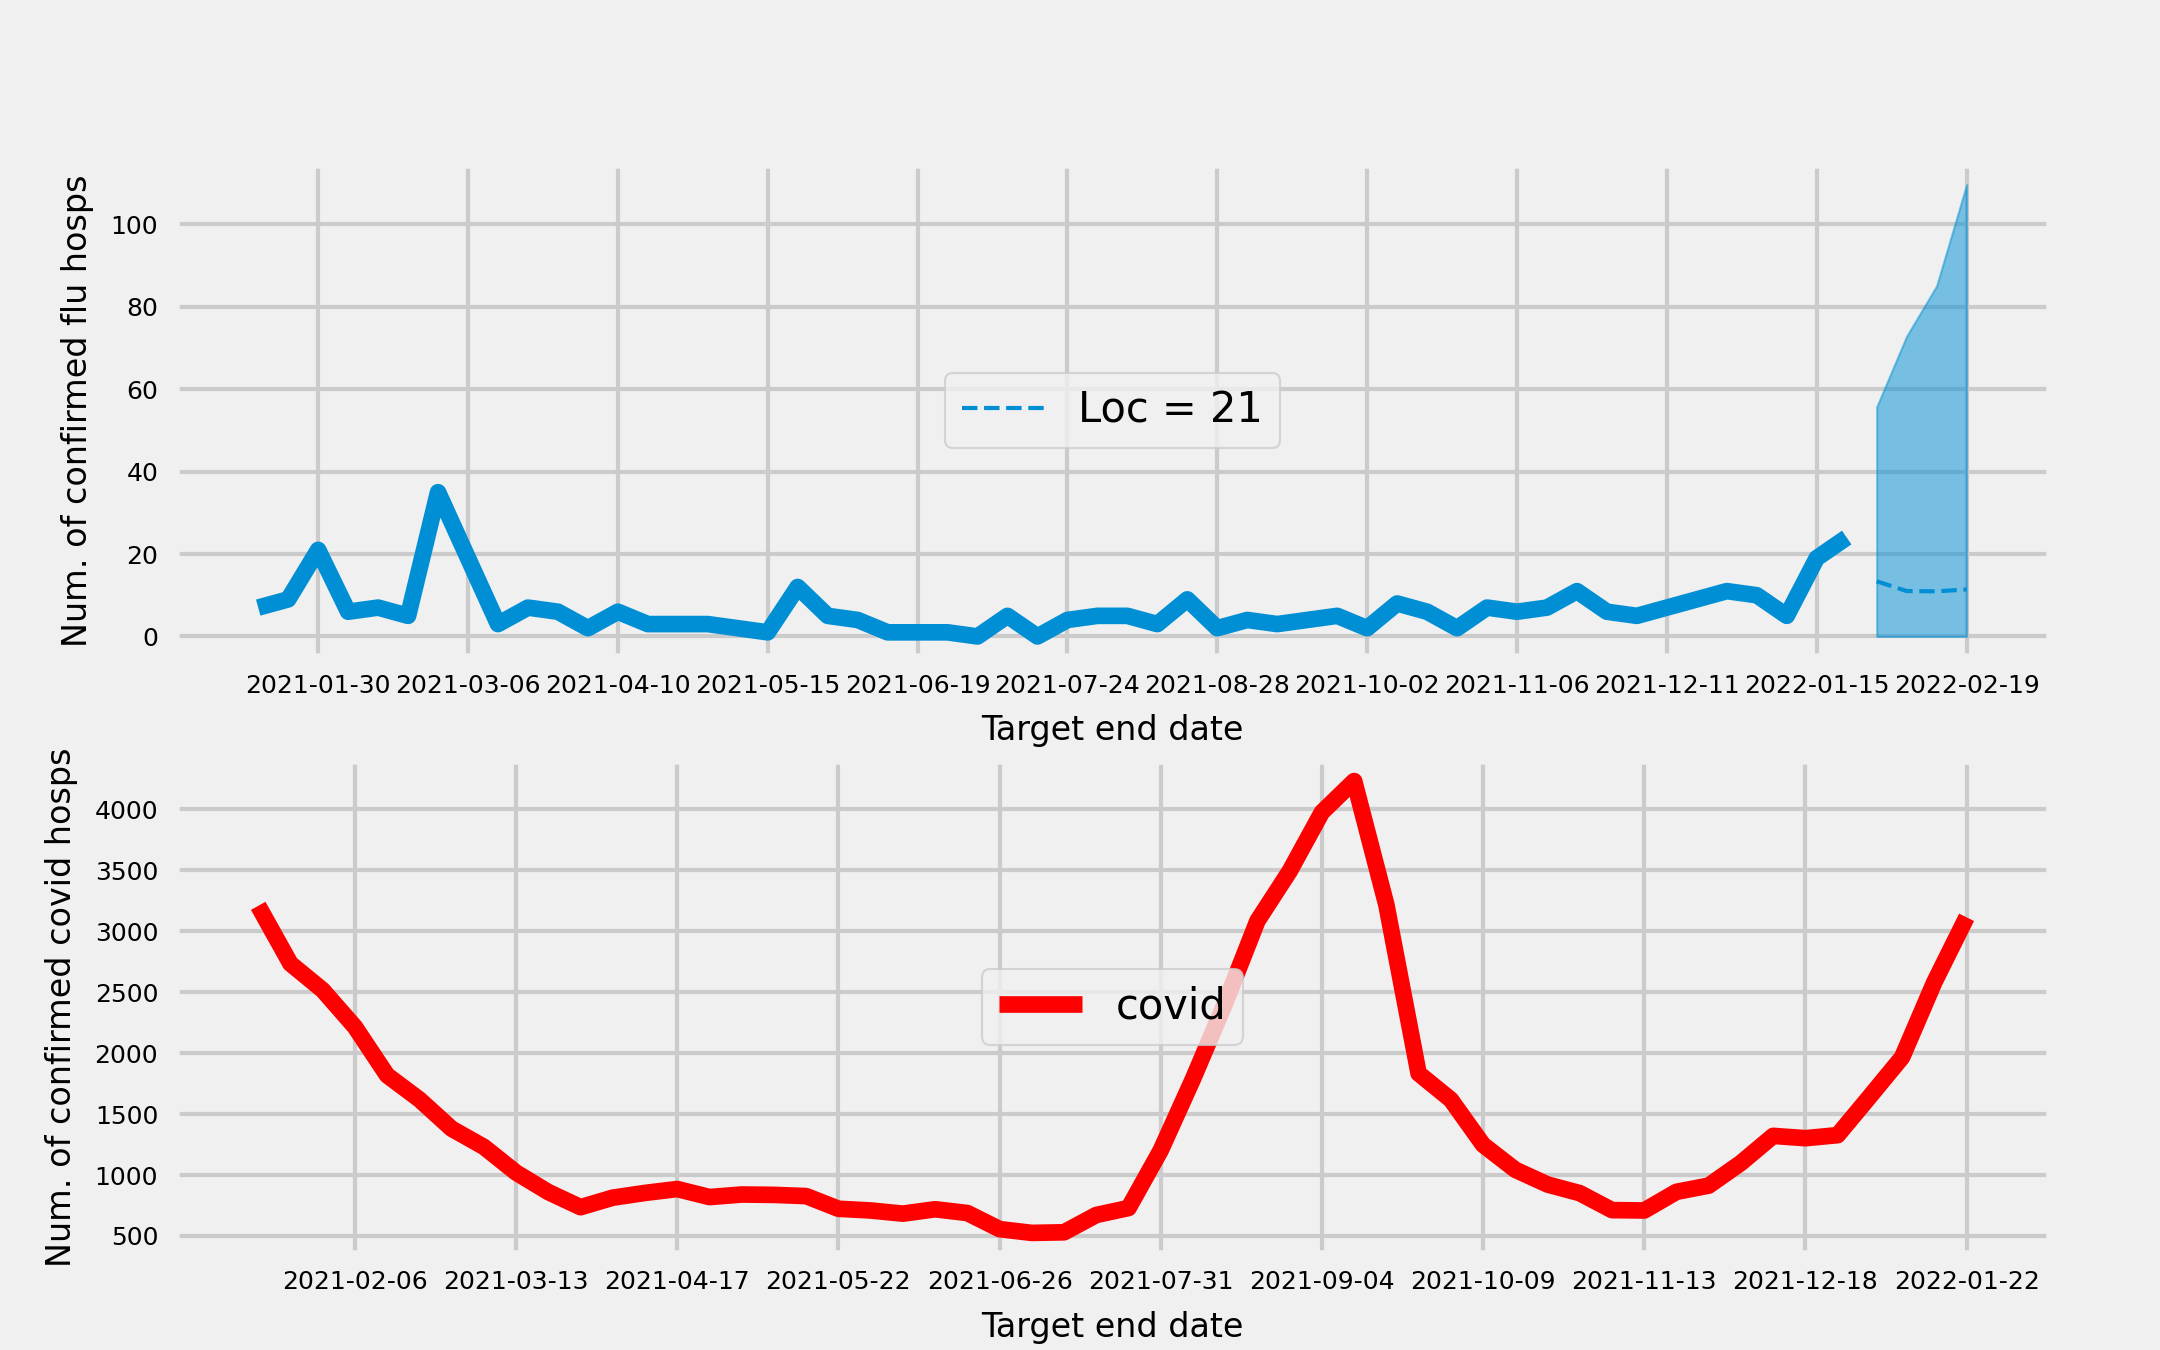 Num. of confirmed flu hosps
100
80
60
40
20
0
Loc = 21
2021-01-30 2021-03-06 2021-04-10 2021-05-15 2021-06-19 2021-07-24 2021-08-28 2021-10-02 2021-11-06 2021-12-11 2022-01-15 2022-02-19
Target end date
Num. of confirmed covid hosps
4000
3500
3000
2500
2000
1500
1000
500
covid
2021-02-06 2021-03-13 2021-04-17 2021-05-22 2021-06-26 2021-07-31 2021-09-04 2021-10-09 2021-11-13 2021-12-18 2022-01-22
Target end date